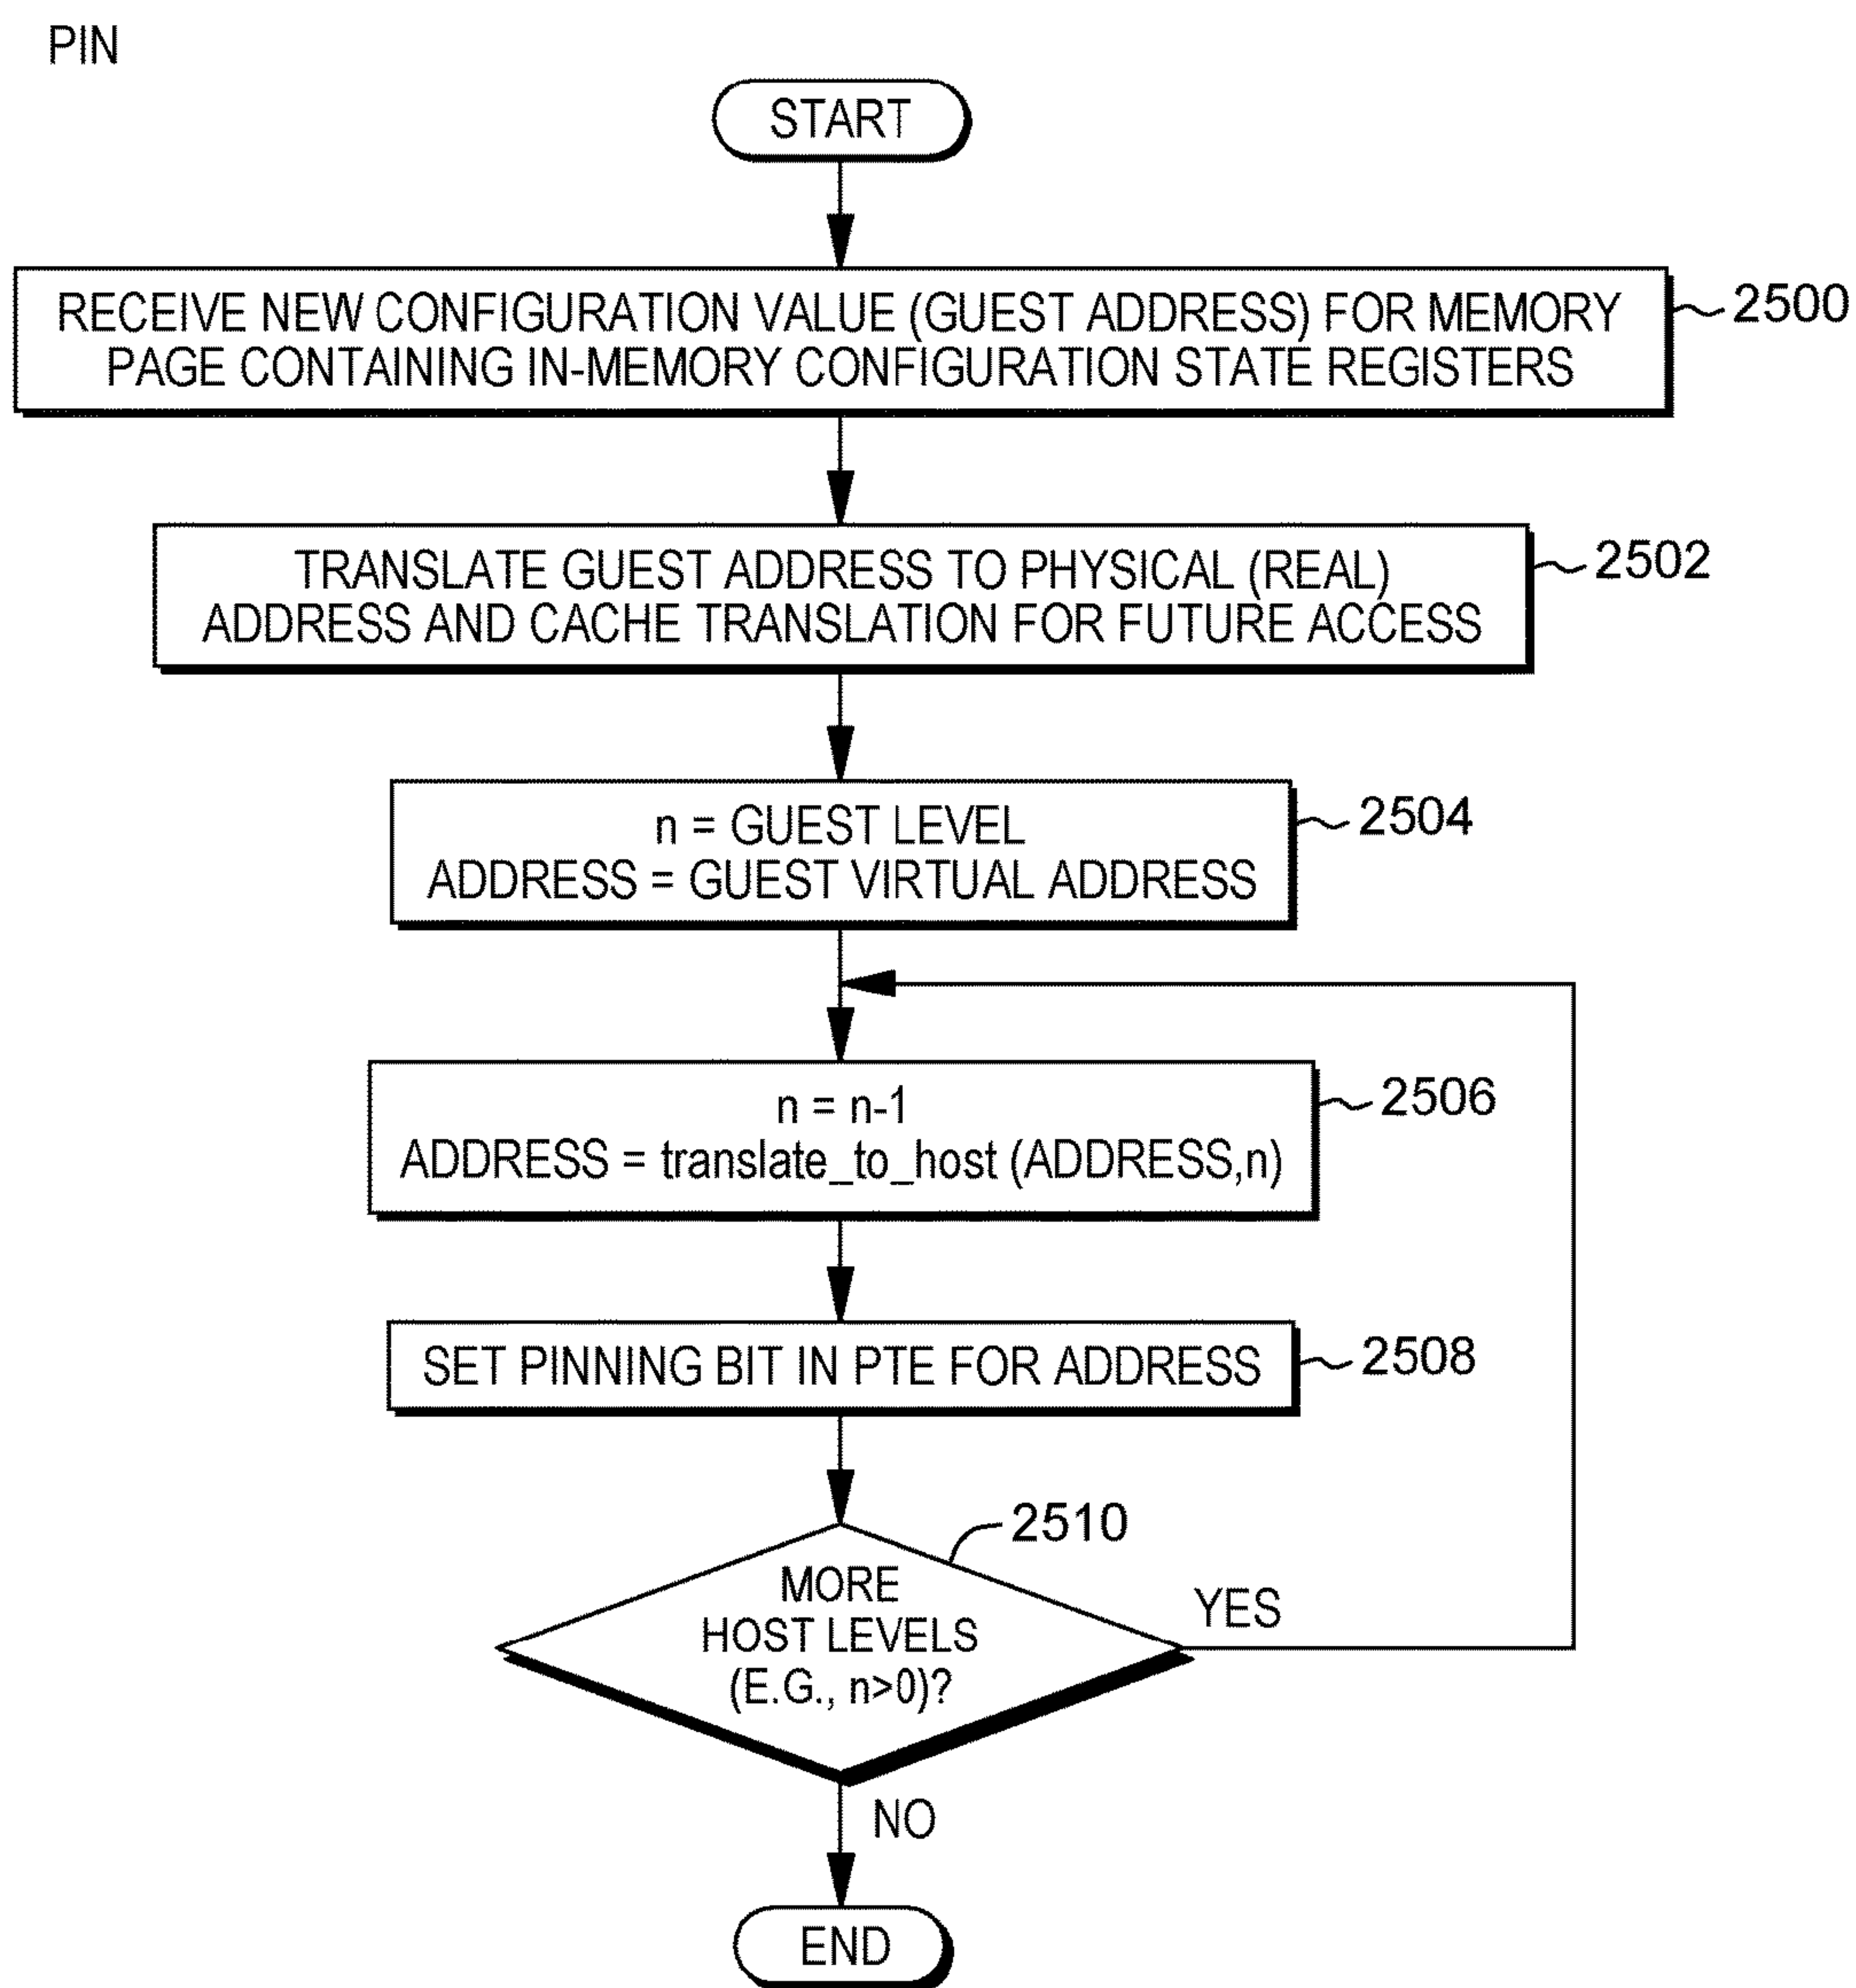 PIN
START
RECEIVE NEW CONFIGURATION VALUE (GUEST ADDRESS) FOR MEMORY
PAGE CONTAINING IN-MEMORY CONFIGURATION STATE REGISTERS
2500
TRANSLATE GUEST ADDRESS TO PHYSICAL (REAL)
ADDRESS AND CACHE TRANSLATION FOR FUTURE ACCESS
2502
n = GUEST LEVEL
ADDRESS = GUEST VIRTUAL ADDRESS
2504
n = n-1
ADDRESS = translate_to_host (ADDRESS,n)
2506
SET PINNING BIT IN PTE FOR ADDRESS
2508
2510
MORE
HOST LEVELS
(E.G., n>0)?
YES
NO
END